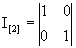 I[2] = |1 0|
|0 1|